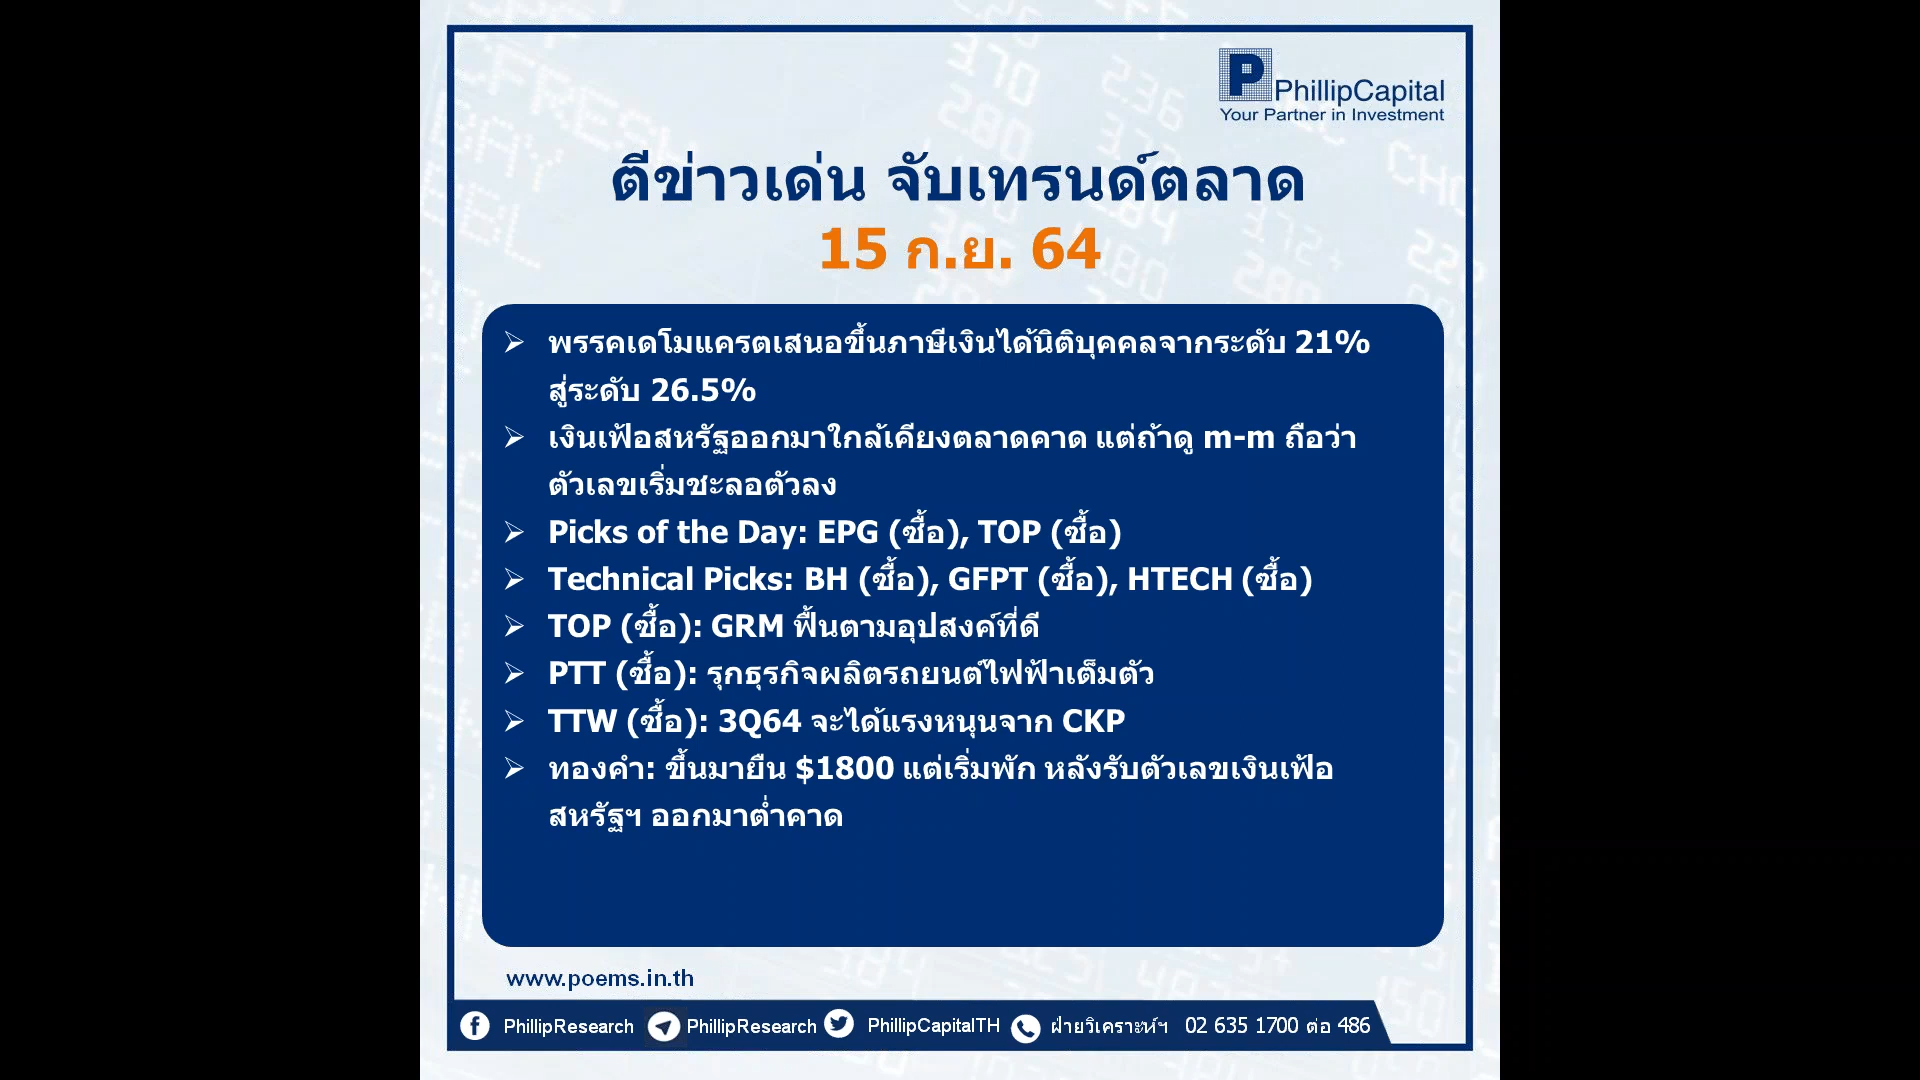 PhillipCapital
Your Partner in Investment
ตีข่าวเด่น จับเทรนด์ตลาด
15 ก.ย. 64
พรรคเดโมแครตเสนอขึ้นภาษีเงินได้นิติบุคคลจากระดับ 21%
สู่ระดับ 26.5%
เงินเฟ้อสหรัฐออกมาใกล้เคียงตลาดคาด แต่ถ้าดู m-m ถือว่า
ตัวเลขเริ่มชะลอตัวลง
Picks of the Day: EPG (ซื้อ), TOP (ซื้อ)
Technical Picks: BH (ซื้อ), GFPT (ซื้อ), HTECH (ซื้อ)
TOP (ซื้อ): GRM ฟื้นตามอุปสงค์ที่ดี
PTT (ซื้อ): รุกธุรกิจผลิตรถยนต์ไฟฟ้าเต็มตัว
TTW (ซื้อ): 3Q64 จะได้แรงหนุนจาก CKP
ทองคำ: ขึ้นมายืน $1800 แต่เริ่มพัก หลังรับตัวเลขเงินเฟ้อ
สหรัฐฯ ออกมาต่ำคาด
www.poems.in.th
PhillipResearch PhillipResearch PhillipCapitalTH ฝ่ายวิเคราะห์ฯ 02 635 1700 ต่อ 486